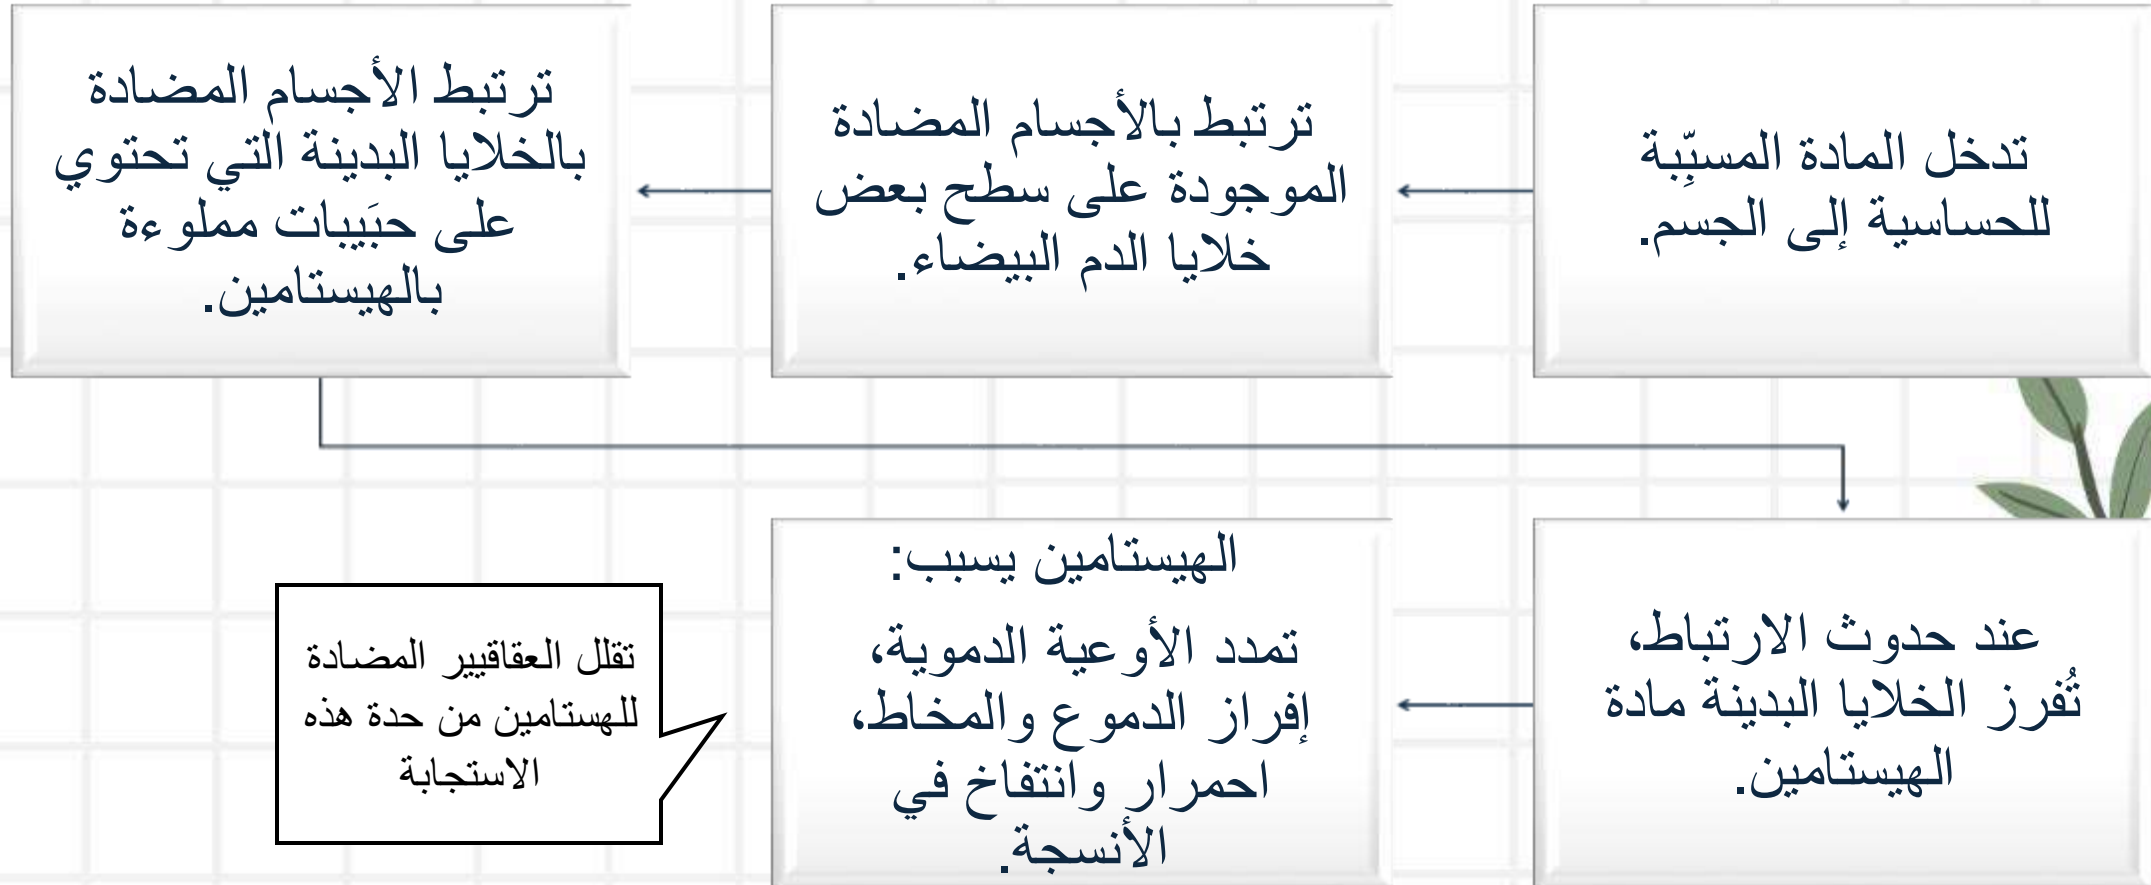 تدخل المادة المسبِّبة
للحساسية إلى الجسم.
ترتبط بالأجسام المضادة
الموجودة على سطح بعض
خلايا الدم البيضاء.
ترتبط الأجسام المضادة
بالخلايا البدينة التي تحتوي
على حبَيبات مملوءة
بالهيستامين.
عند حدوث الارتباط،
تُفرز الخلايا البدينة مادة
الهيستامين.
الهيستامين يسبب:
تمدد الأوعية الدموية،
إفراز الدموع والمخاط،
احمرار وانتفاخ في
الأنسجة.
تقلل العقاقيير المضادة
للهستامين من حدة هذه
الاستجابة